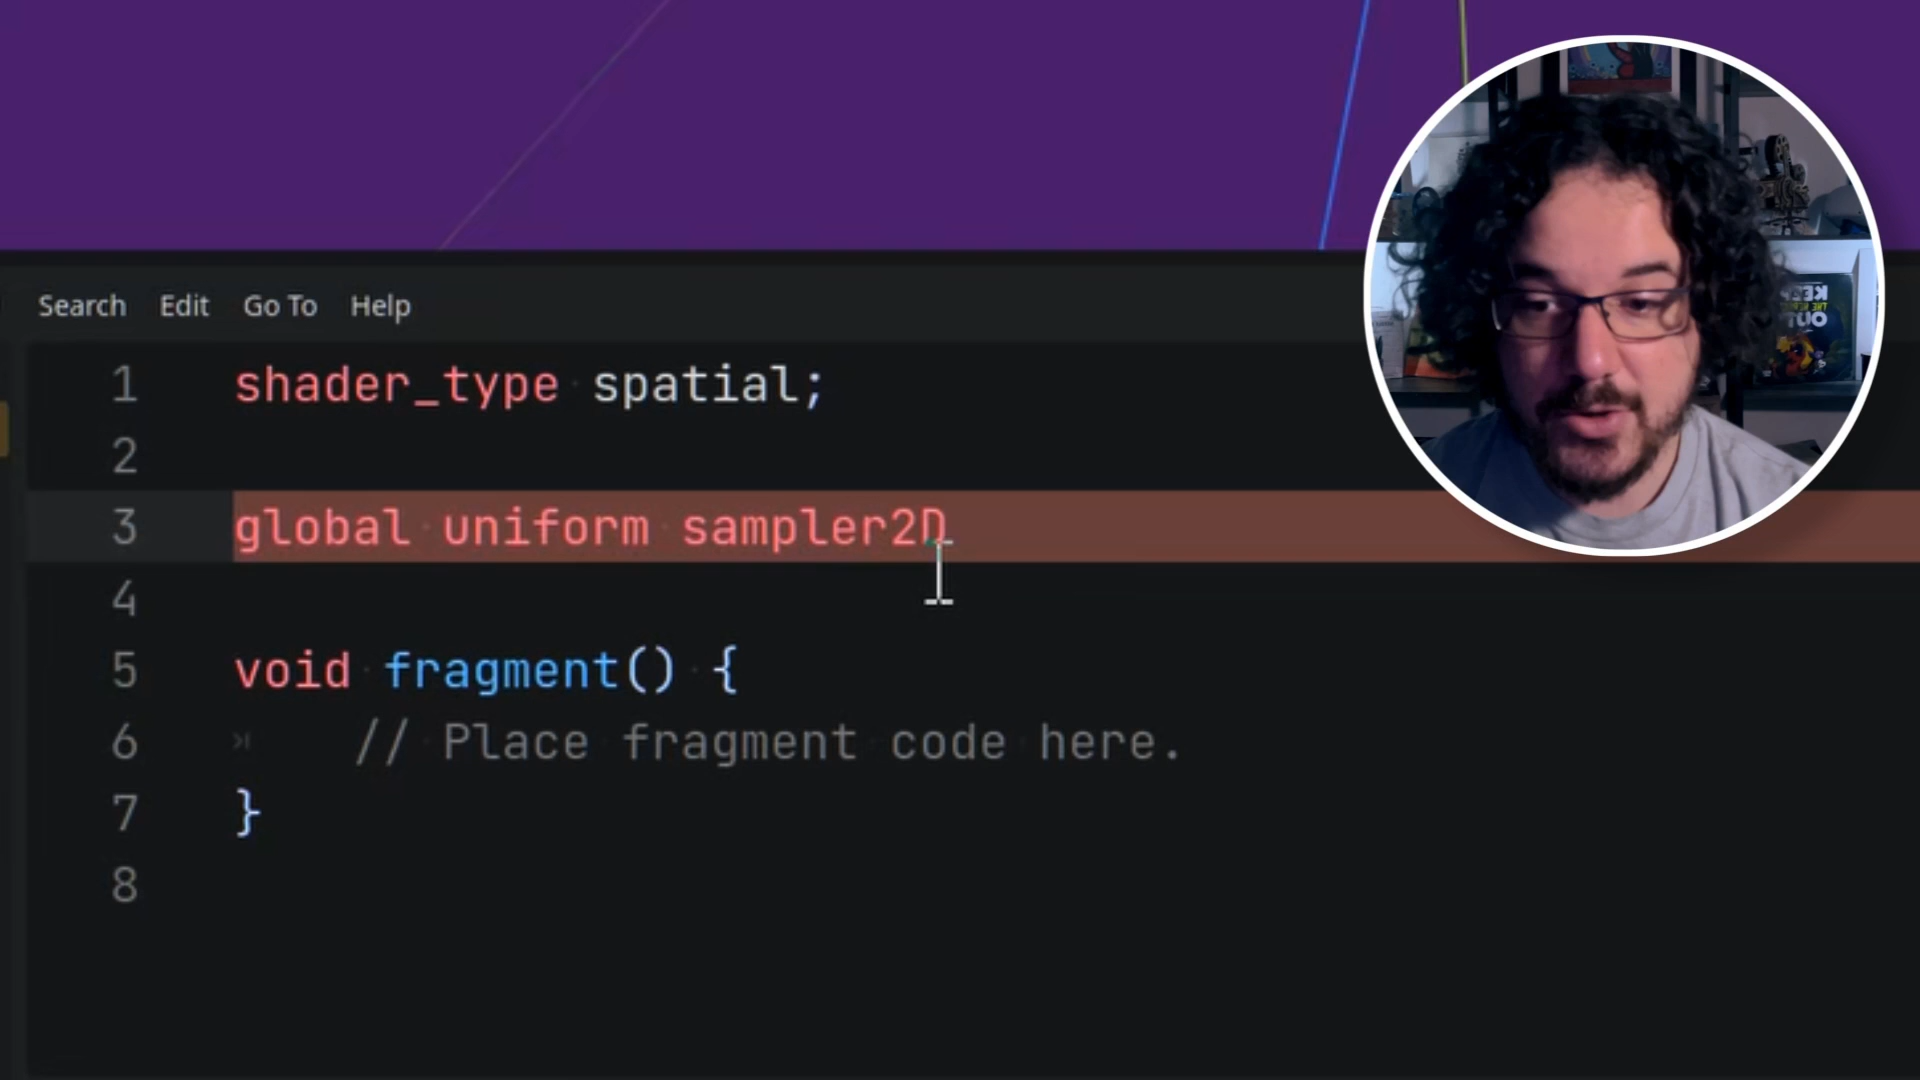 Search Edit Go To Help
1 shader_type spatial;
2
3 global uniform sampler2D
4
5 void fragment() {
6 // Place fragment code here.
7 }
8